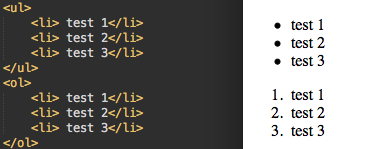 <ul>
<li> test 1</li>
<li> test 2</li>
<li> test 3</li>
</ul>
<ol>
<li> test 1</li>
<li> test 2</li>
<li> test 3</li>
</ol>
• test 1
• test 2
• test 3
1. test 1
2. test 2
3. test 3